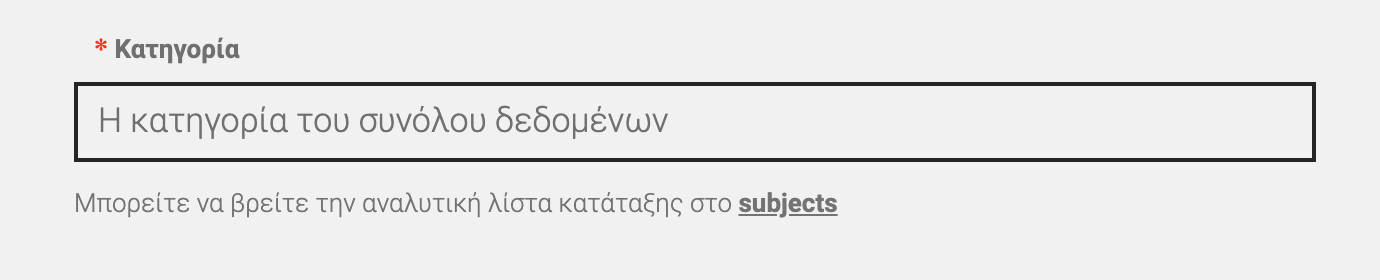 * Κατηγορία
Η κατηγορία του συνόλου δεδομένων
Μπορείτε να βρείτε την αναλυτική λίστα κατάταξης στο subjects